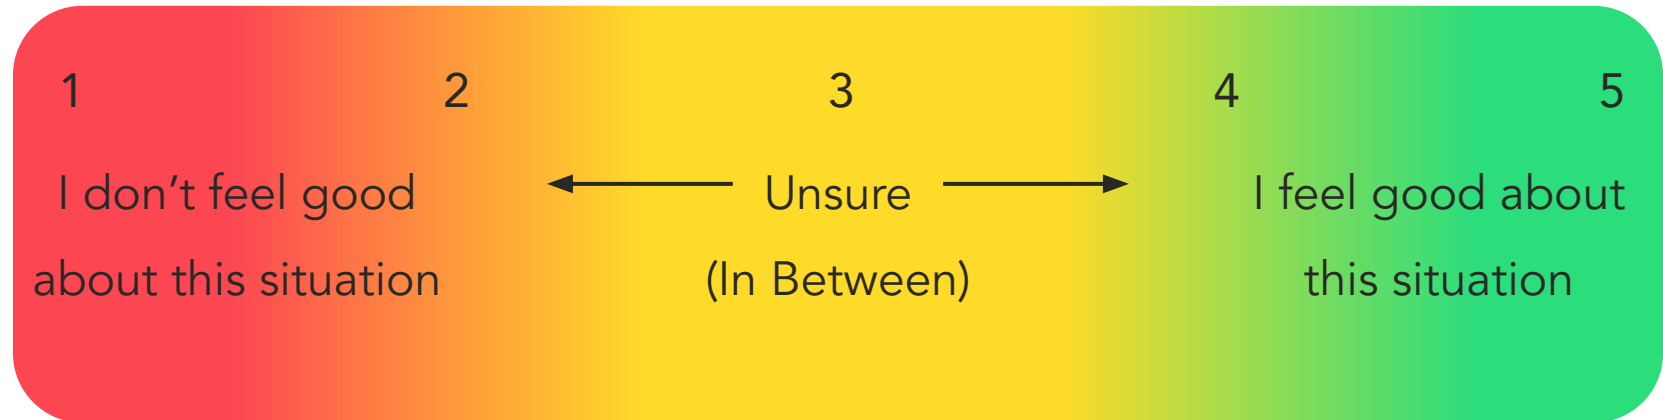 1 2 3 4 5
I don’t feel good Unsure I feel good about
about this situation (In Between) this situation